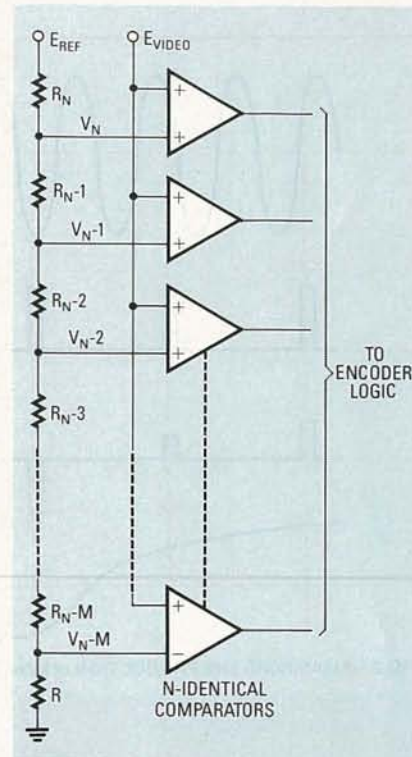 E_REF E_VIDEO
R_N
+
V_N
+
R_N-1
+
V_N-1
+
R_N-2
+
V_N-2
+
R_N-3
TO
ENCODER
LOGIC
R_N-M
+
V_N-M
−
R
N-IDENTICAL
COMPARATORS